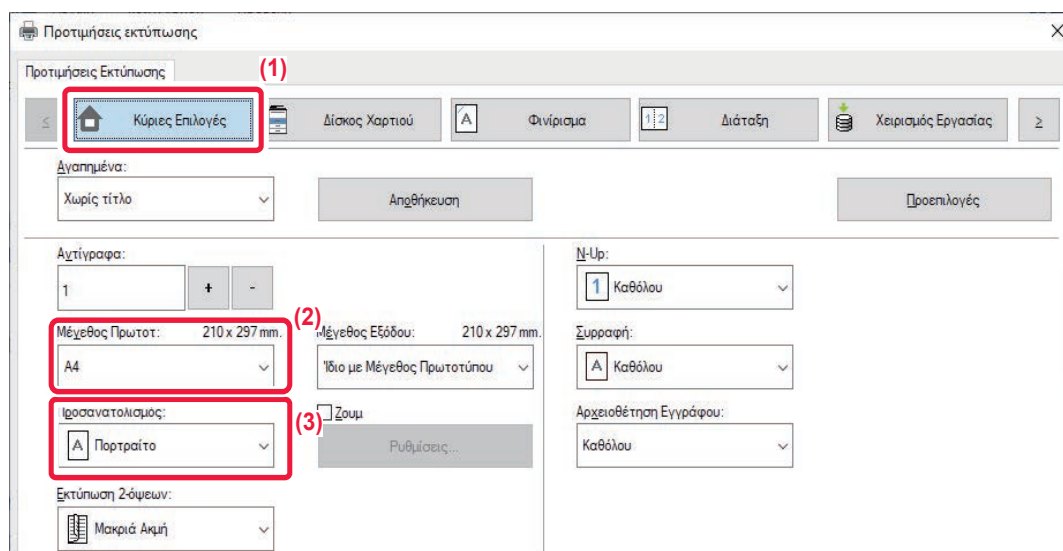 Προτιμήσεις εκτύπωσης
Προτιμήσεις Εκτύπωσης
(1)
< Κύριες Επιλογές Δίσκος Χαρτιού Φινίρισμα Διάταξη Χειρισμός Εργασίας >
Αγαπημένα:
Χωρίς τίτλο Αποθήκευση Προεπιλογές
Αντίγραφα: N-Up:
1 + - 1 Καθόλου
(2)
Μέγεθος Πρωτοτ: 210 x 297 mm. Μέγεθος Εξόδου: 210 x 297 mm. Συρραφή:
A4 Ίδιο με Μέγεθος Πρωτοτύπου A Καθόλου
Προσανατολισμός: (3) Ζουμ Αρχειοθέτηση Εγγράφου:
A Πορτραίτο Ρυθμίσεις... Καθόλου
Εκτύπωση 2-όψεων:
Μακριά Ακμή